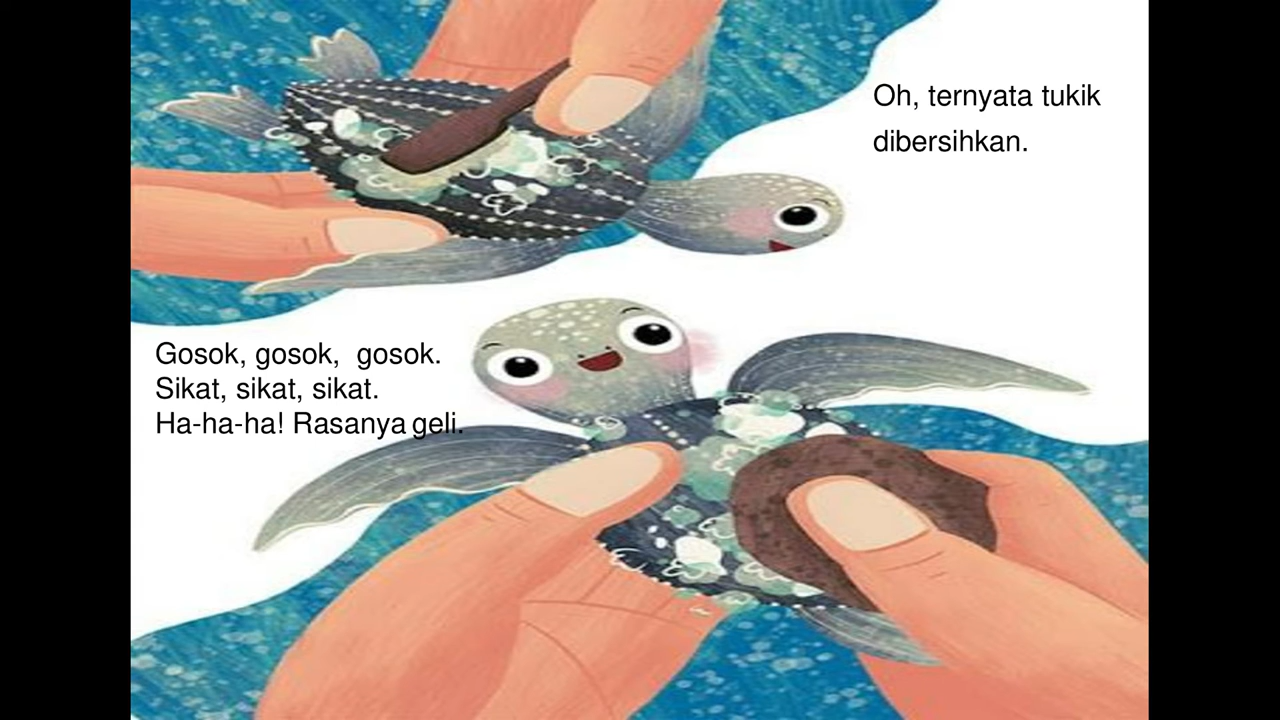 Oh, ternyata tukik
dibersihkan.
Gosok, gosok, gosok.
Sikat, sikat, sikat.
Ha-ha-ha! Rasanya geli.